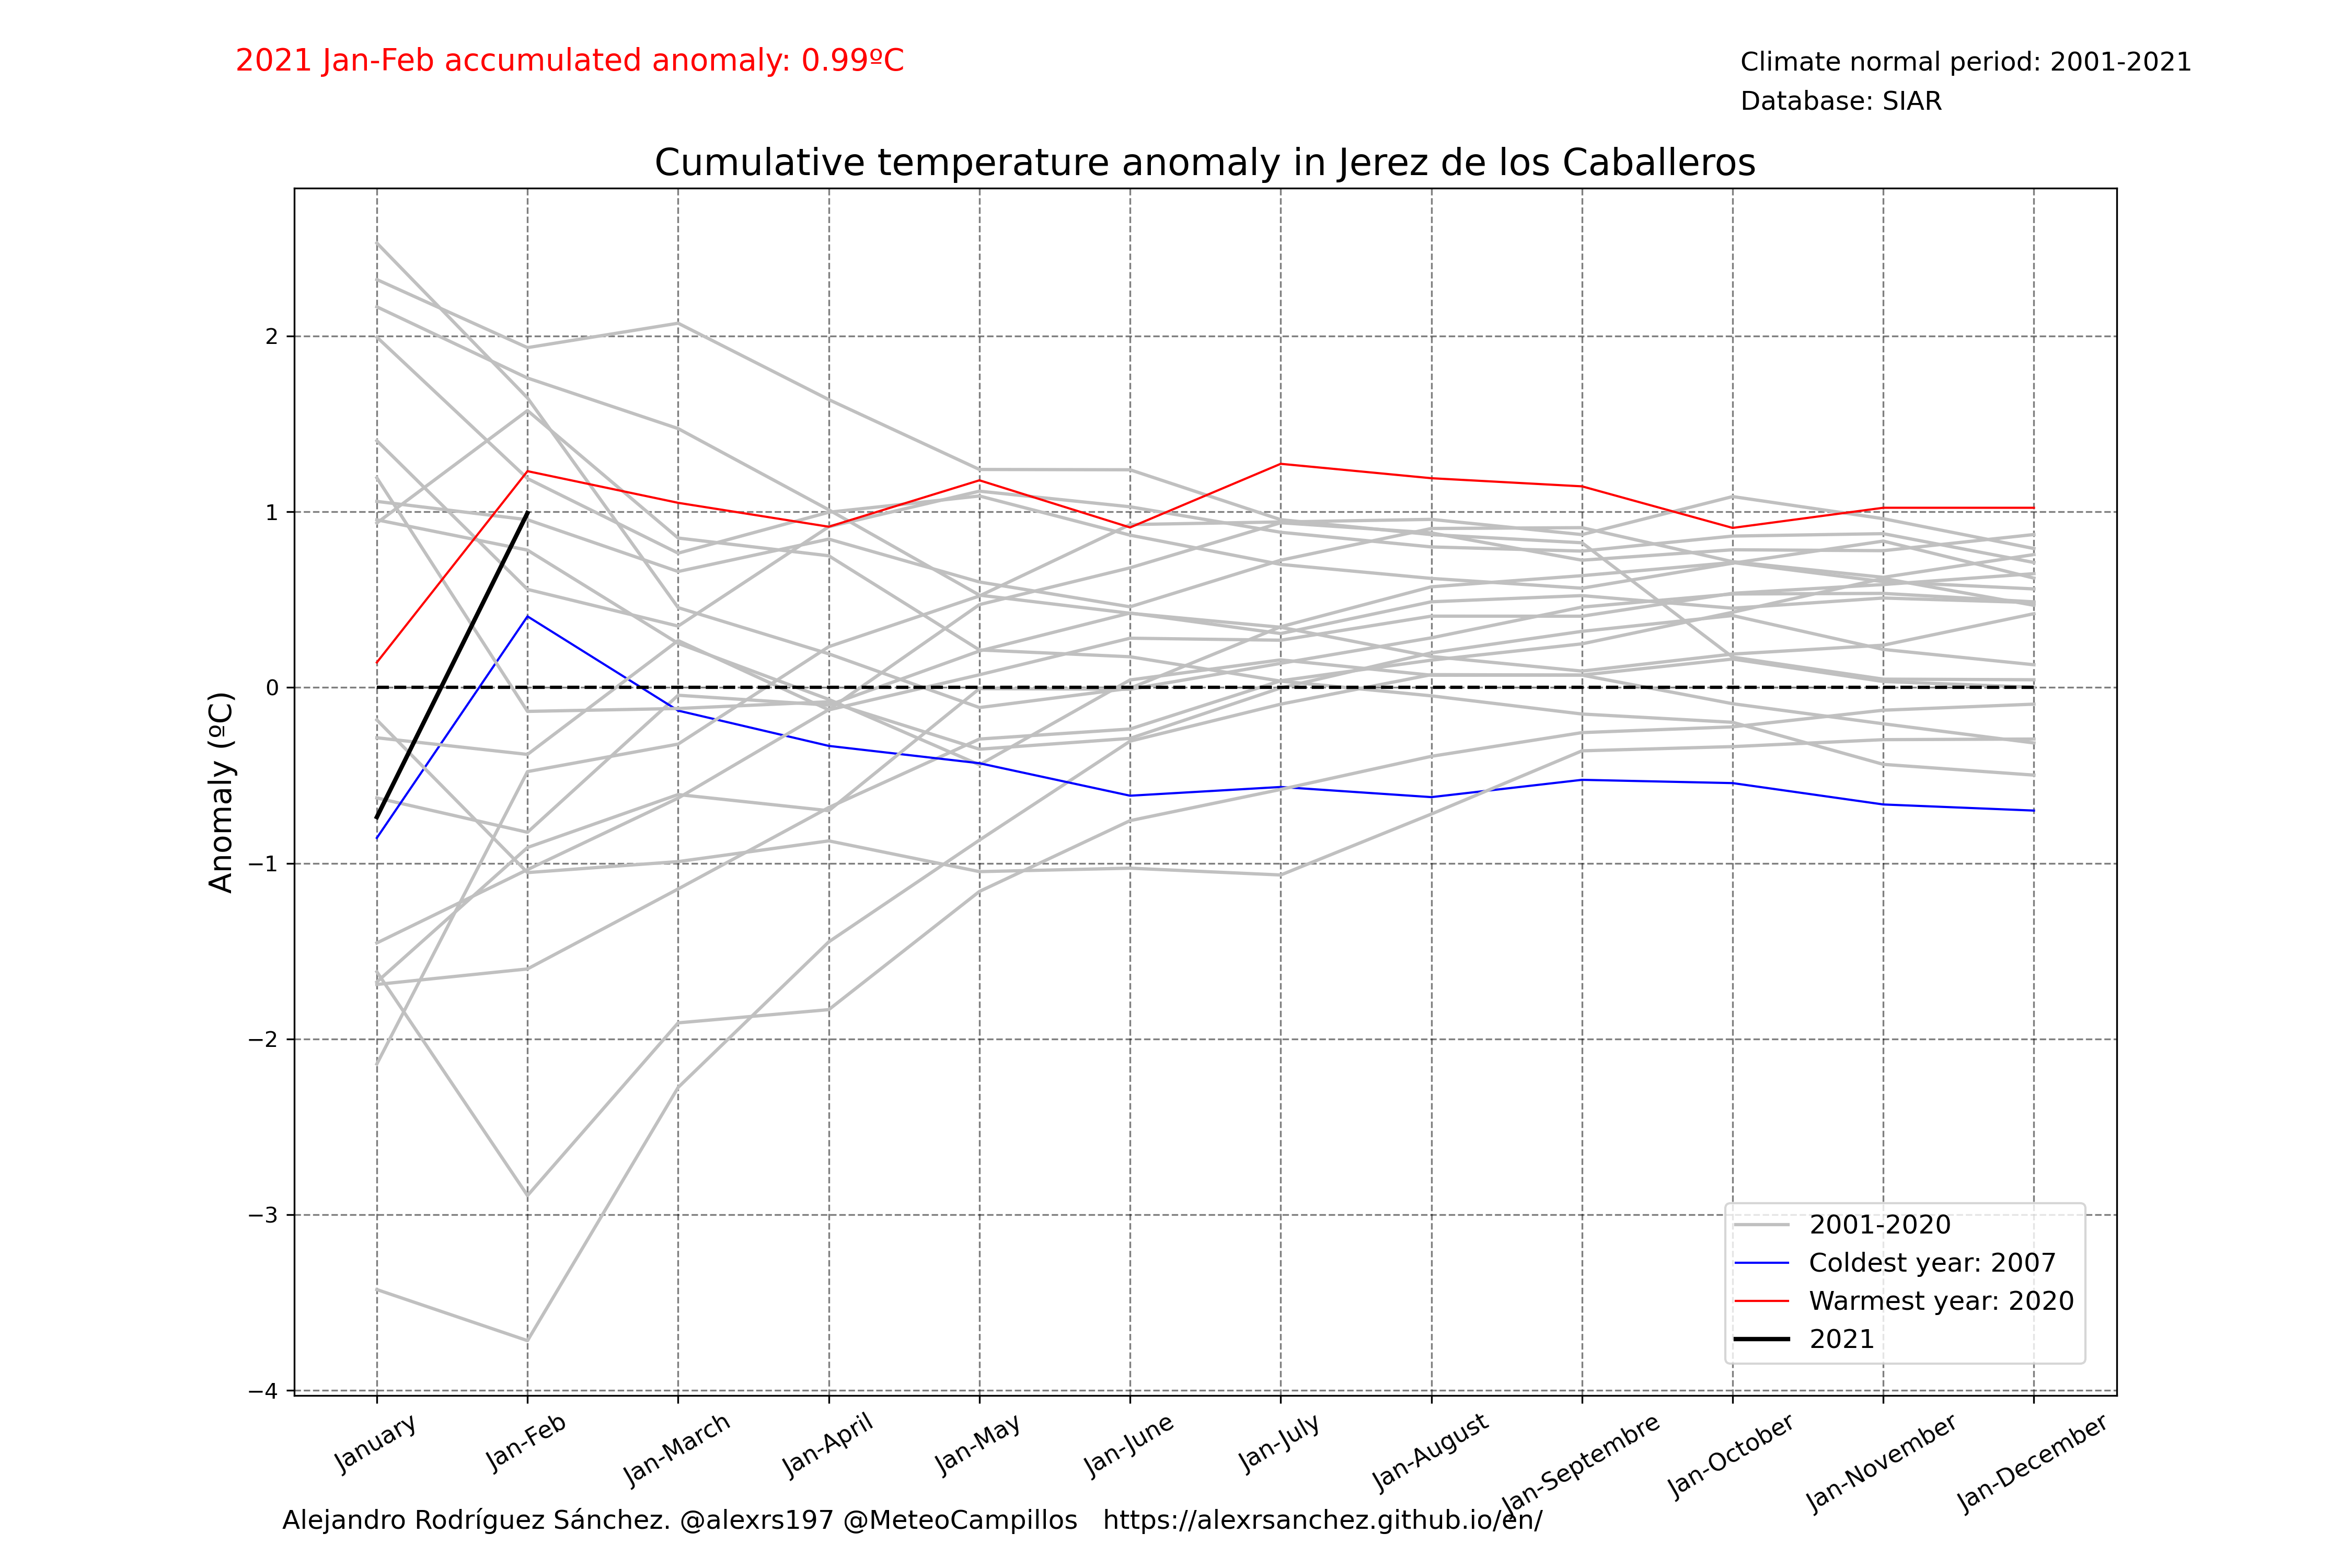 2021 Jan-Feb accumulated anomaly: 0.99ºC
Climate normal period: 2001-2021
Database: SIAR
Cumulative temperature anomaly in Jerez de los Caballeros
Anomaly (ºC)
2
1
0
−1
−2
−3
−4
2001-2020
Coldest year: 2007
Warmest year: 2020
2021
January
Jan-Feb
Jan-March
Jan-April
Jan-May
Jan-June
Jan-July
Jan-August
Jan-Septembre
Jan-October
Jan-November
Jan-December
Alejandro Rodríguez Sánchez. @alexrs197 @MeteoCampillos   https://alexrsanchez.github.io/en/